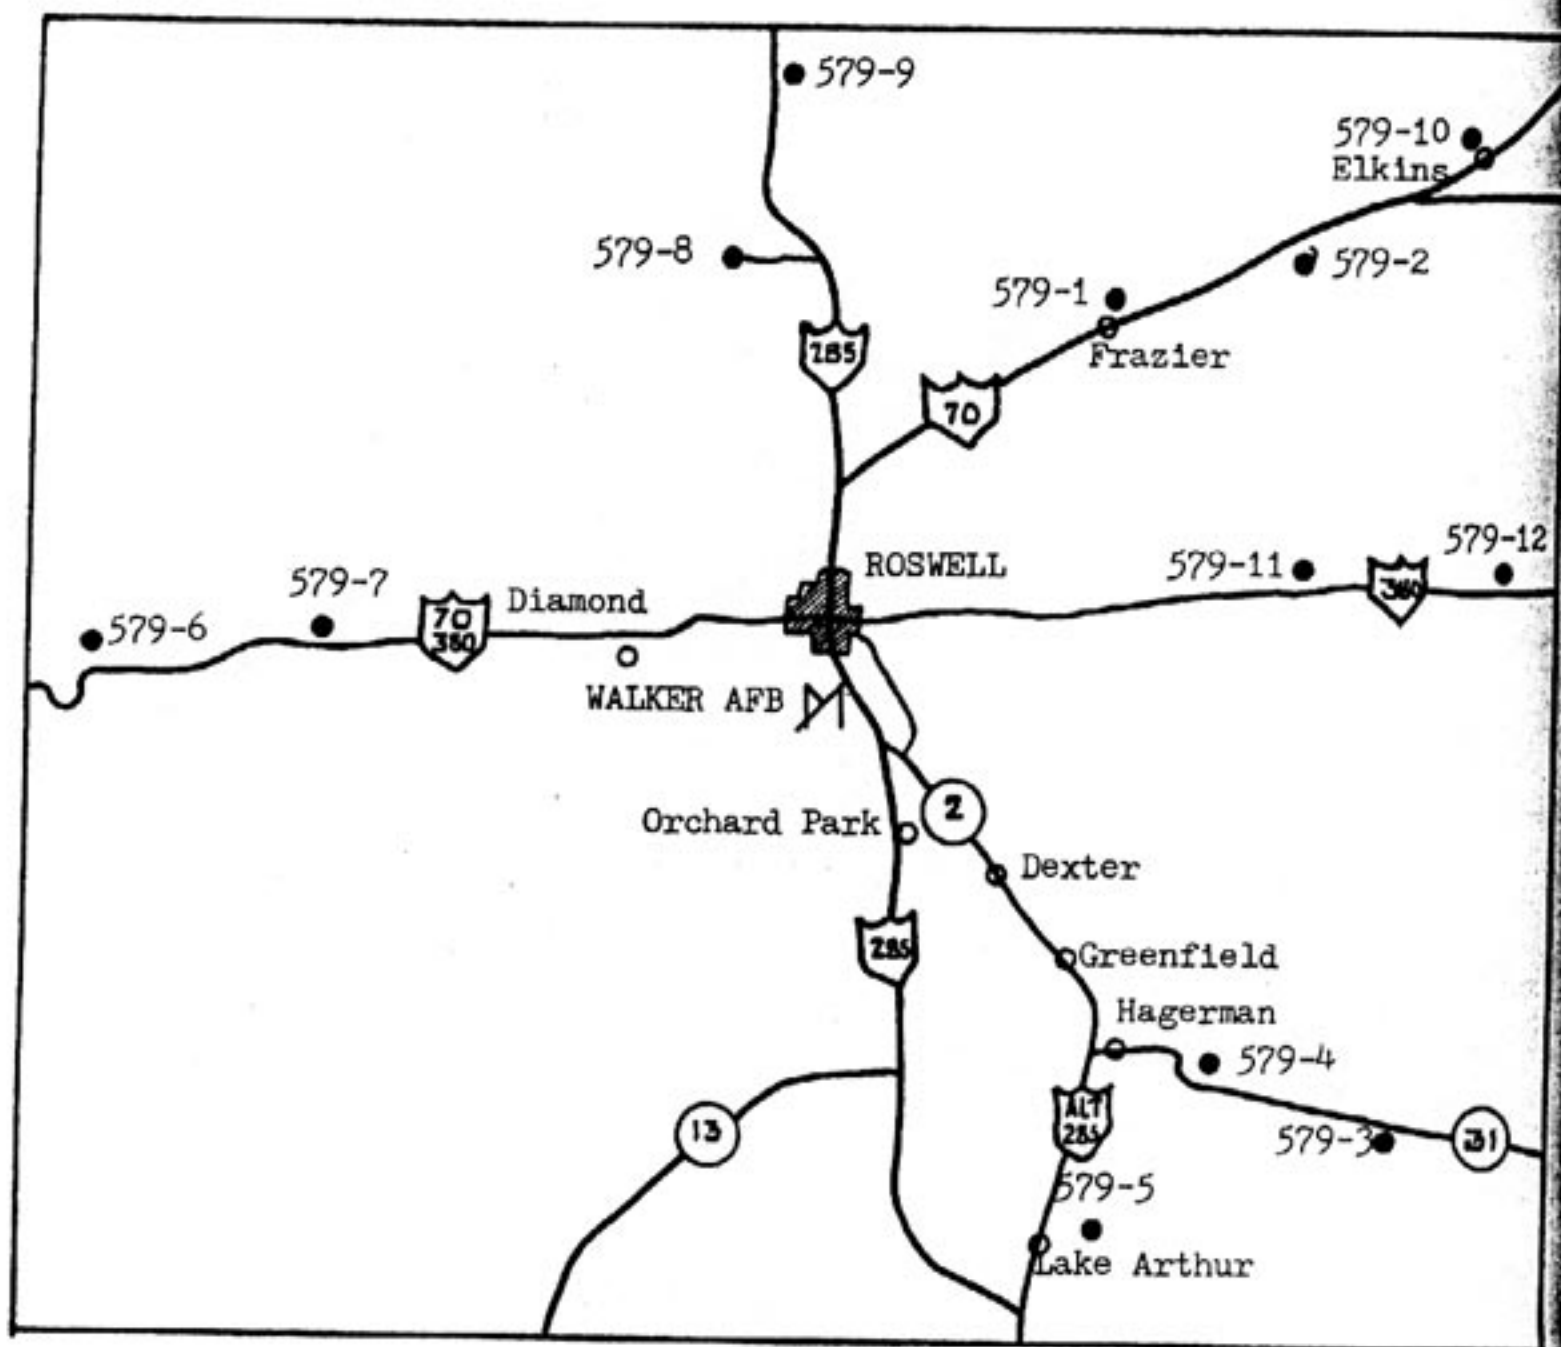 579-9
579-10
Elkins
579-8
579-2
579-1
Frazier
285
70
ROSWELL
579-11
579-12
380
579-7
Diamond
70
380
579-6
WALKER AFB
Orchard Park
2
Dexter
285
Greenfield
Hagerman
579-4
ALT
285
13
579-3
31
579-5
Lake Arthur